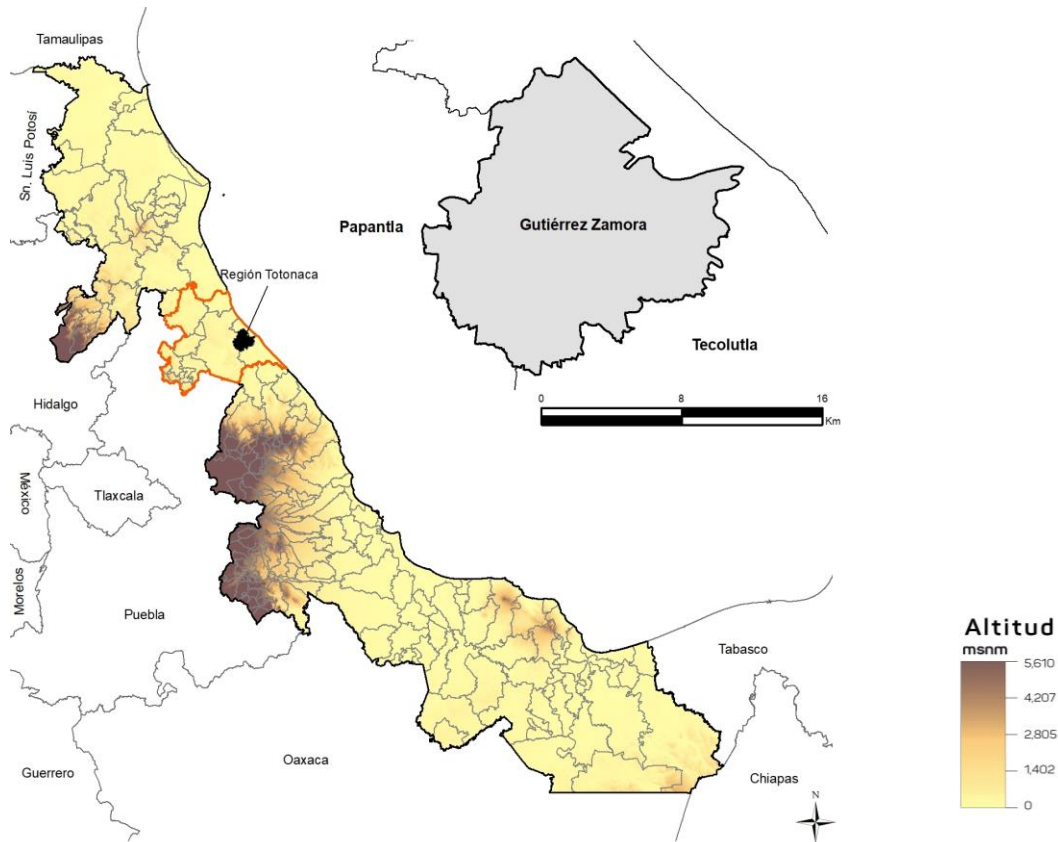 Tamaulipas
Sn. Luis Potosí
Papantla
Gutiérrez Zamora
Región Totonaca
Tecolutla
0 8 16
Km
Hidalgo
Mexico
Tlaxcala
Morelos
Puebla
Tabasco
Oaxaca
Guerrero
Chiapas
N
Altitud
msnm
5,610
4,207
2,805
1,402
0